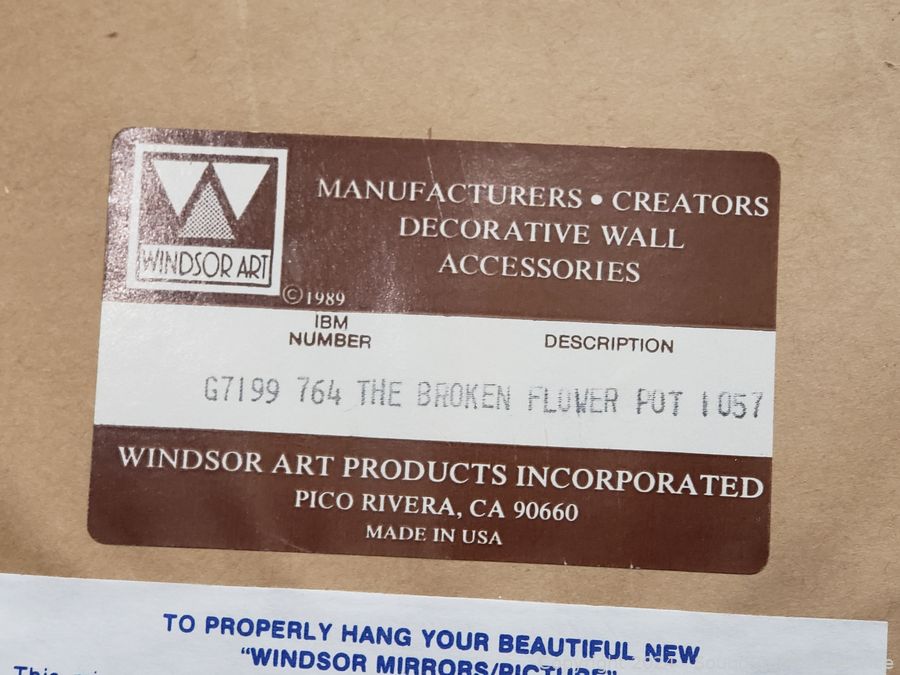 WINDSOR ART
©1989
MANUFACTURERS • CREATORS
DECORATIVE WALL
ACCESSORIES
IBM
NUMBER
DESCRIPTION
G7199 764 THE BROKEN FLOWER POT 1057
WINDSOR ART PRODUCTS INCORPORATED
PICO RIVERA, CA 90660
MADE IN USA
TO PROPERLY HANG YOUR BEAUTIFUL NEW
“WINDSOR MIRRORS/PICTURE”
This